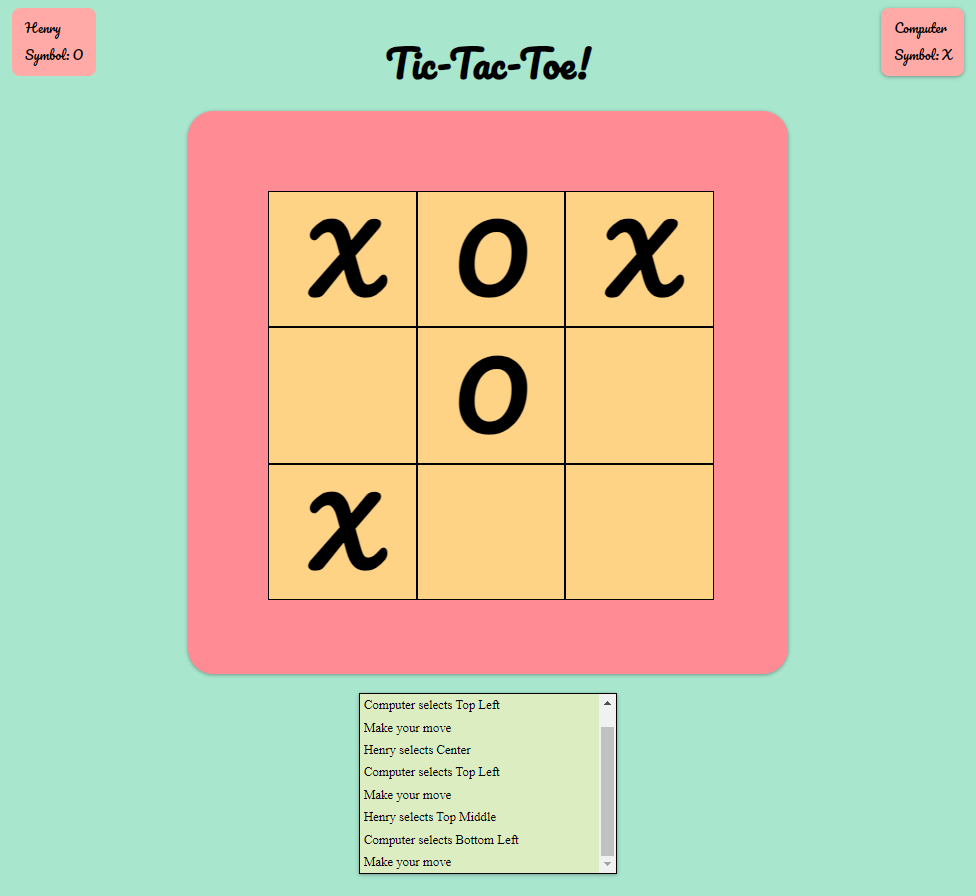 Henry
Symbol: O
Computer
Symbol: X
Tic-Tac-Toe!
X O X
O
X
Computer selects Top Left
Make your move
Henry selects Center
Computer selects Top Left
Make your move
Henry selects Top Middle
Computer selects Bottom Left
Make your move